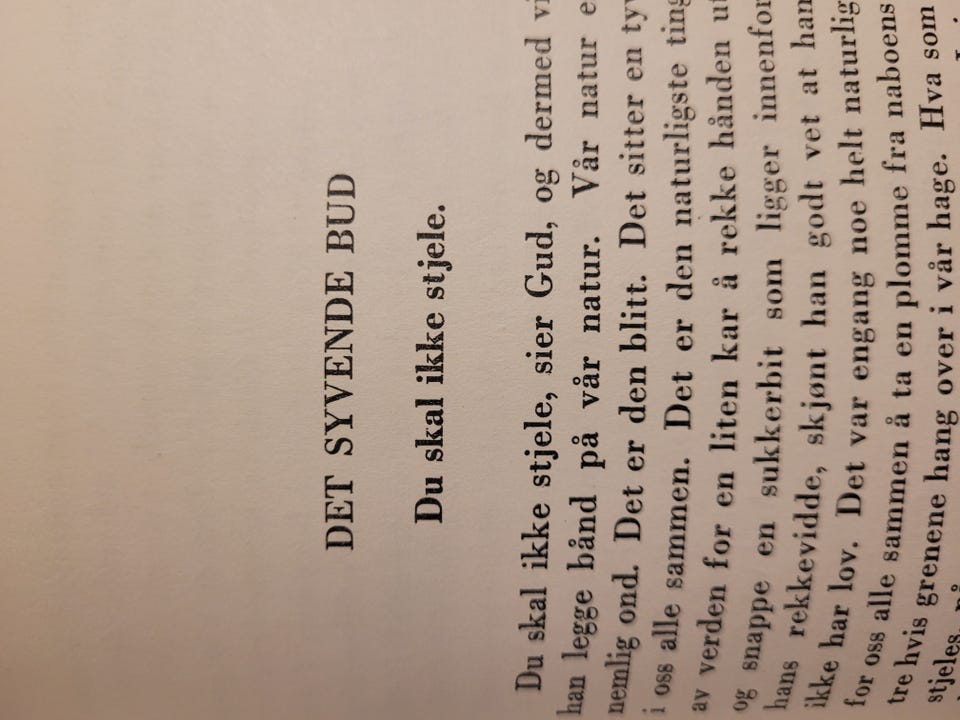 DET SYVENDE BUD
Du skal ikke stjele.
Du skal ikke stjele, sier Gud, og dermed vi
han legge bånd på vår natur. Vår natur e
nemlig ond. Det er den blitt. Det sitter en tyv
i oss alle sammen. Det er den naturligste ting
av verden for en liten kar å rekke hånden ut
og snappe en sukkerbit som ligger innenfor
hans rekkevidde, skjønt han godt vet at han
ikke har lov. Det var engang noe helt naturlig
for oss alle sammen å ta en plomme fra naboens
tre hvis grenene hang over i vår hage. Hva som
stjeles, på